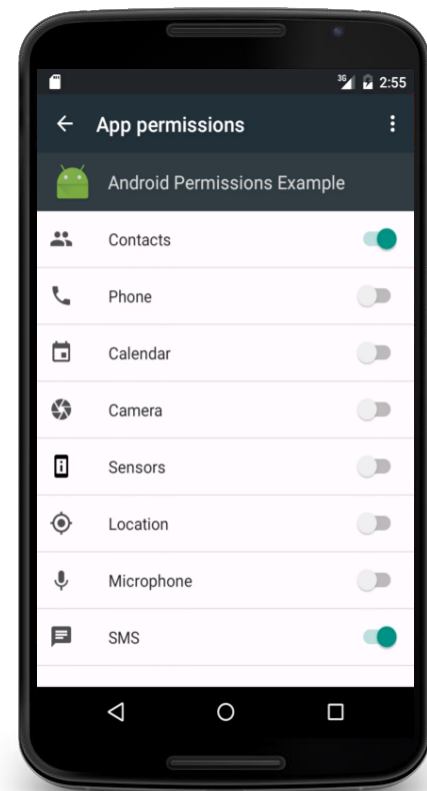 3G 2:55
App permissions
Android Permissions Example
Contacts
Phone
Calendar
Camera
Sensors
Location
Microphone
SMS